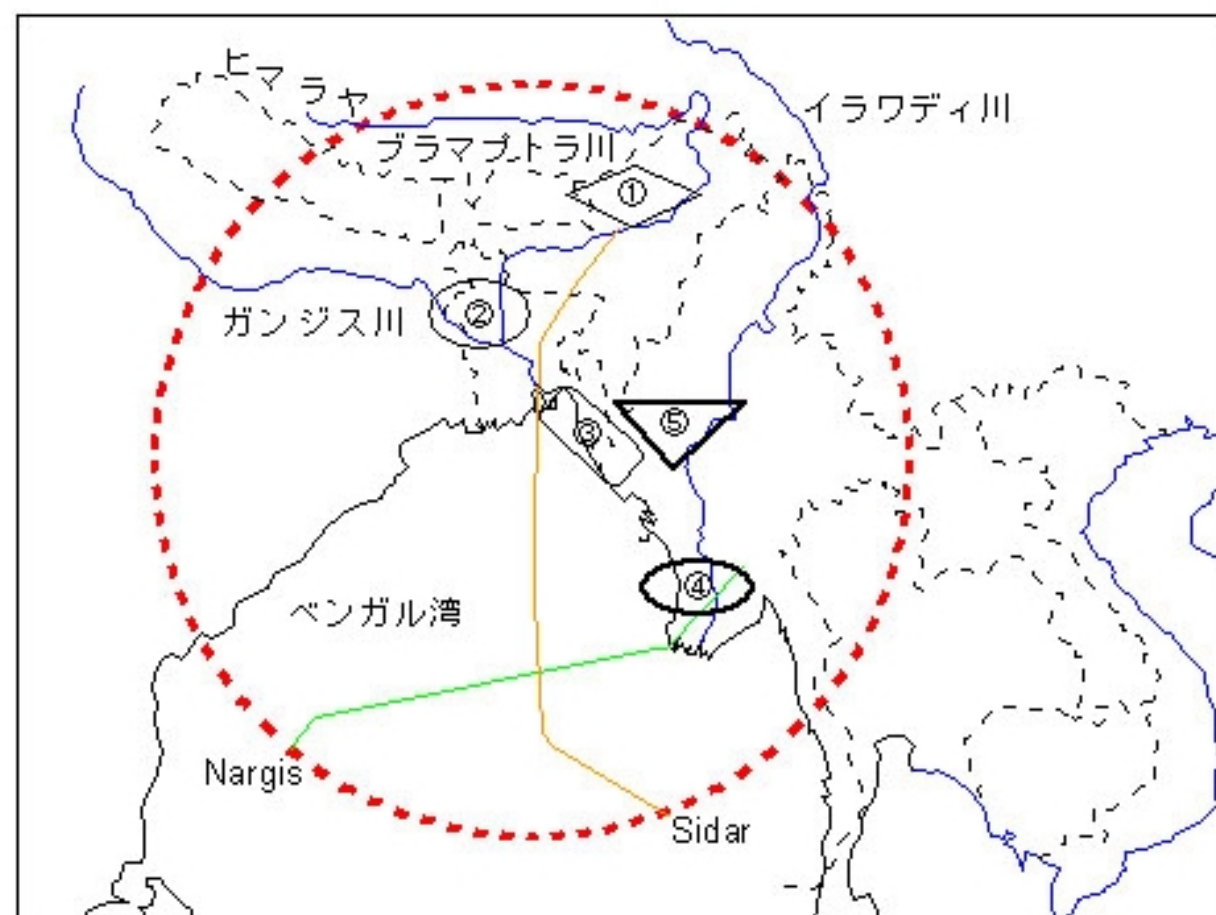 ヒマラヤ
イラワディ川
ブラマプトラ川
①
②
ガンジス川
⑤
③
④
ベンガル湾
Nargis
Sidar